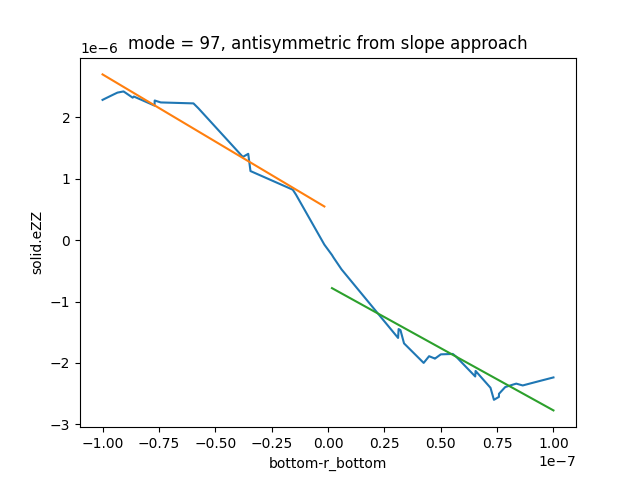 1e−6
mode = 97, antisymmetric from slope approach
2
1
0
−1
−2
−3
solid.eZZ
−1.00 −0.75 −0.50 −0.25 0.00 0.25 0.50 0.75 1.00
bottom-r_bottom
1e−7